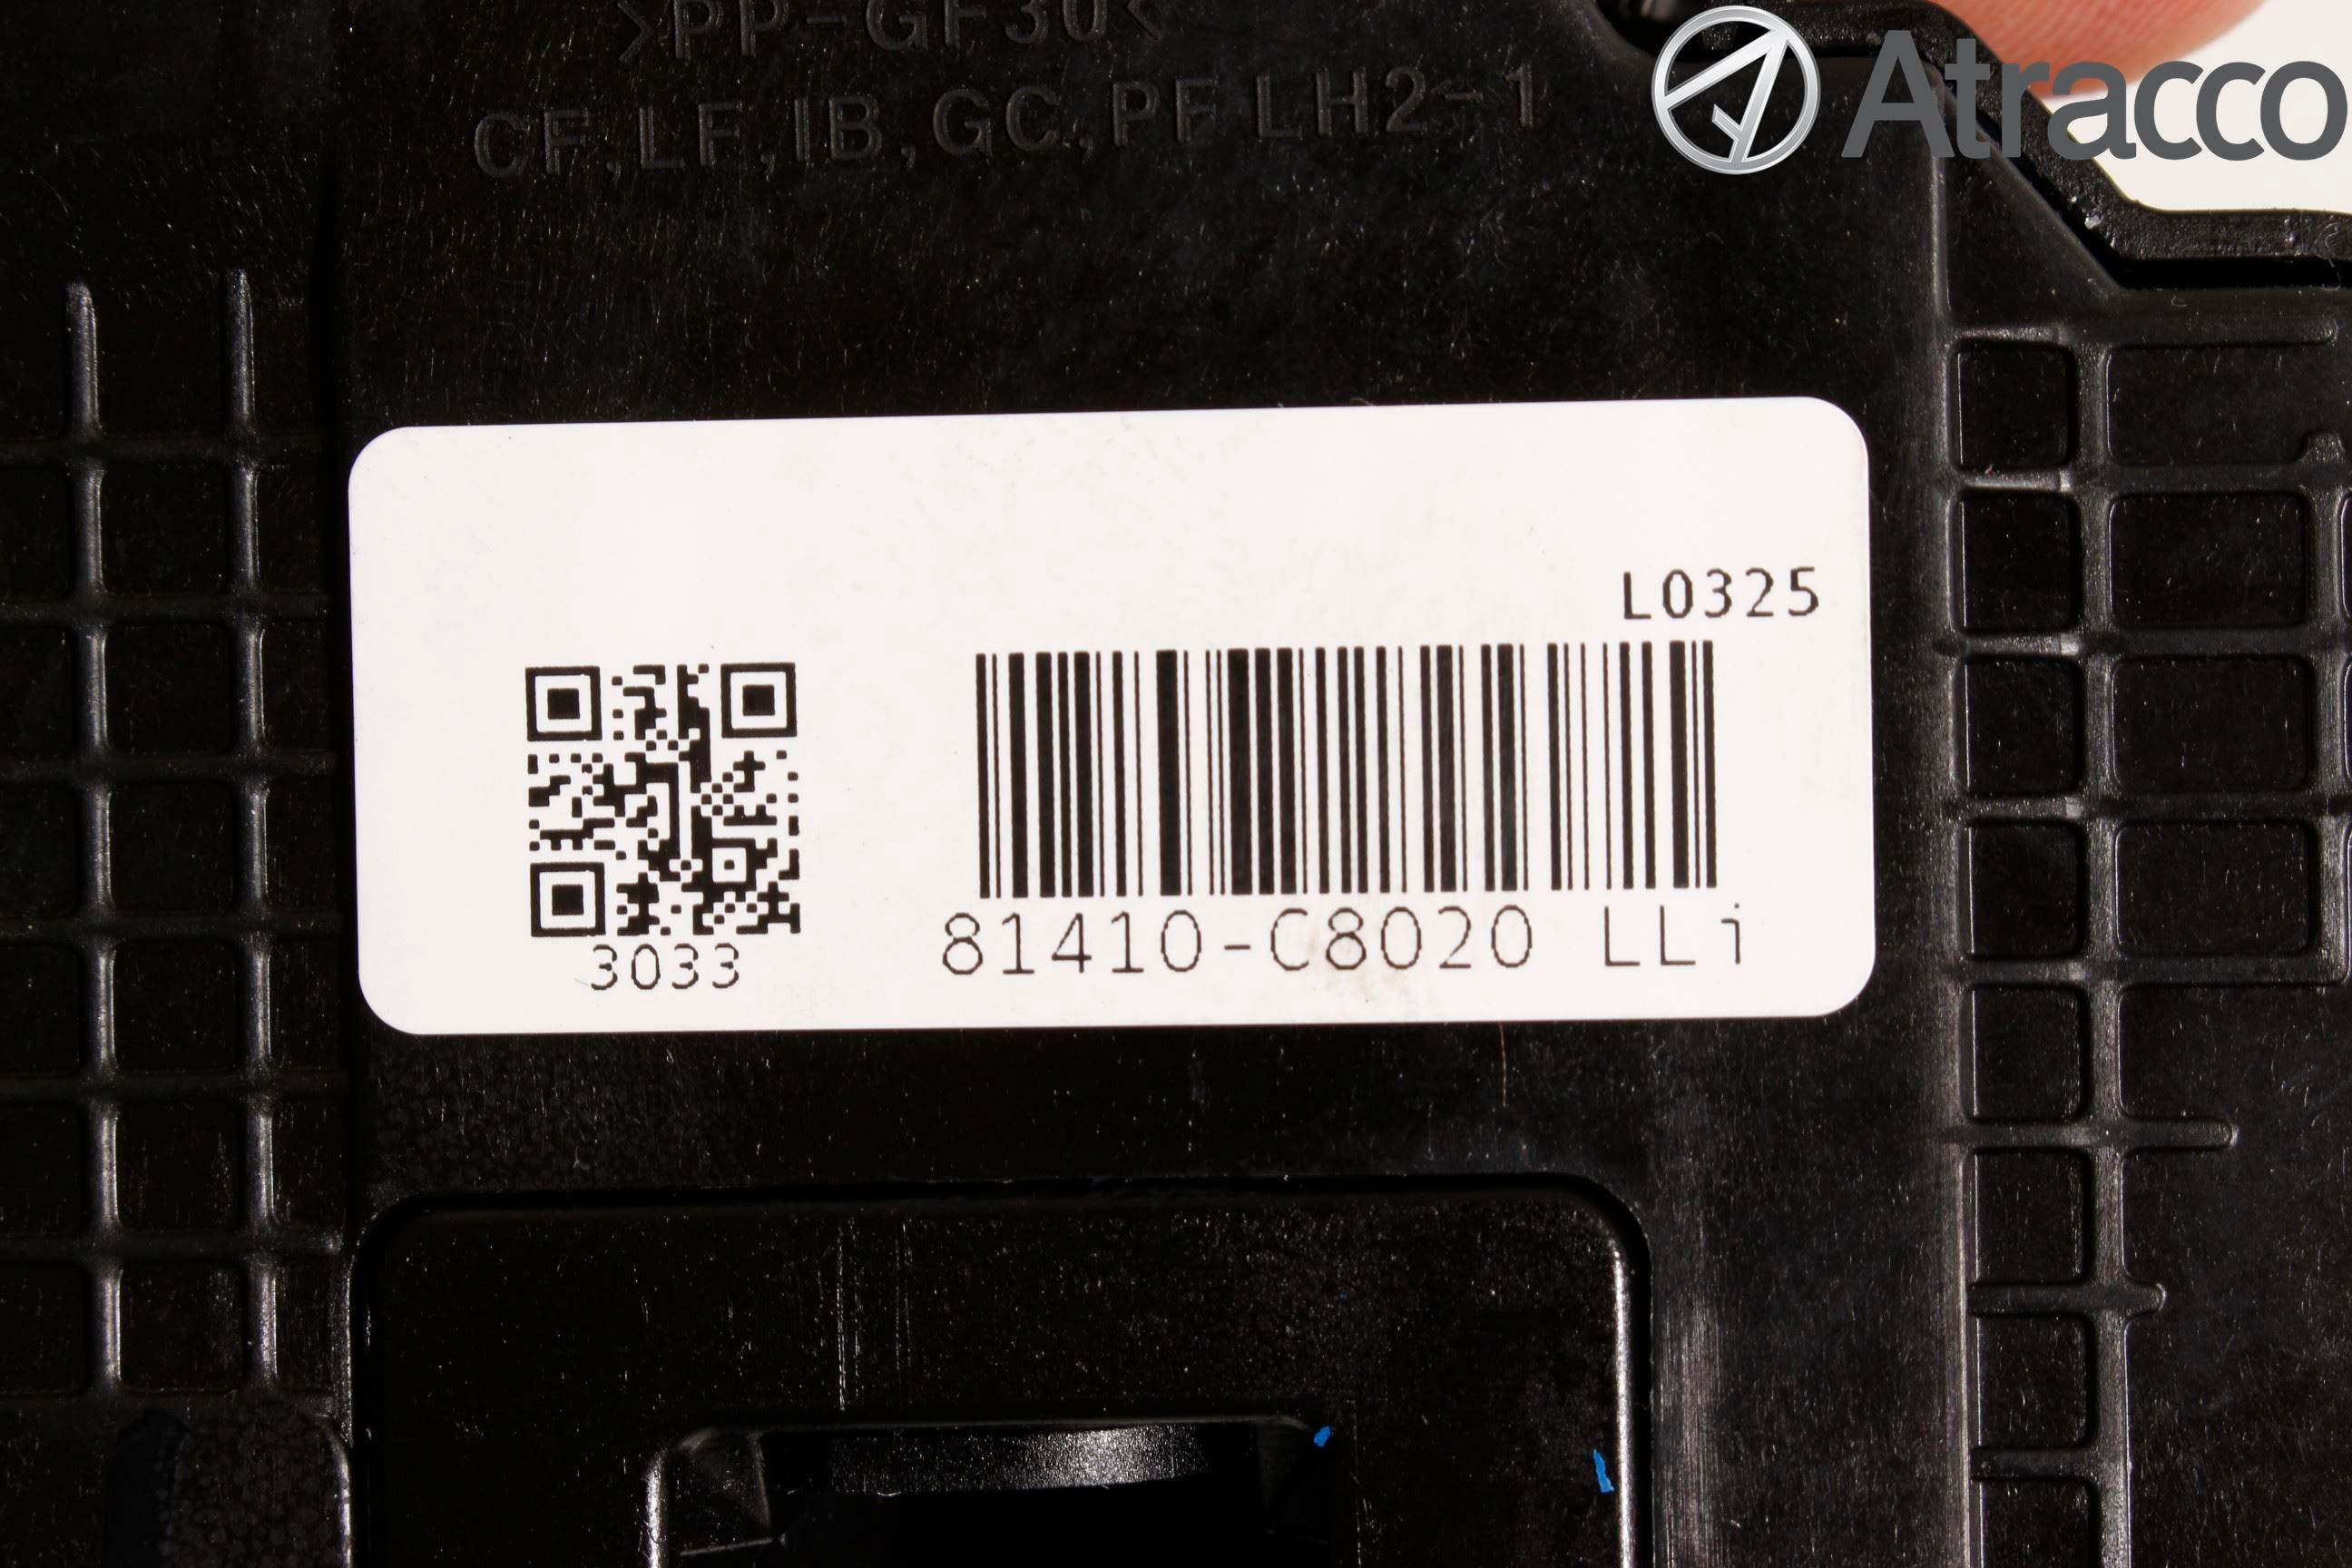 >PP-GF30<
CF,LF,IB,GC,PF LH2-1
Atracco
L0325
3033
81410-C8020 LLi